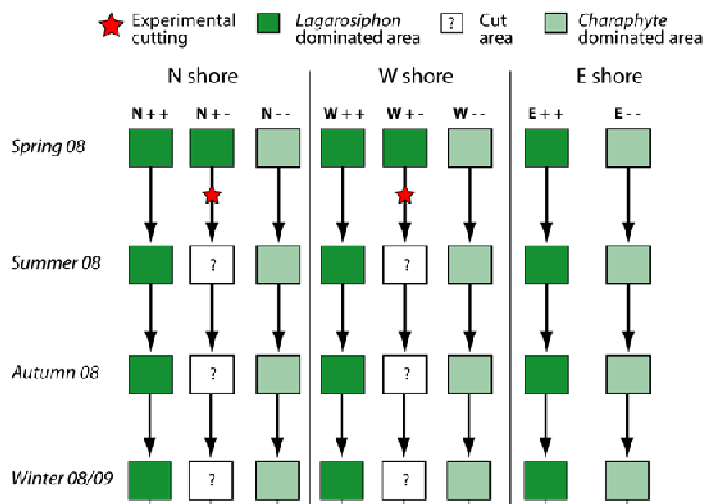 Experimental cutting
Lagarosiphon dominated area
? Cut area
Charaphyte dominated area
N shore W shore E shore
N++ N+- N-- W++ W+- W-- E++ E--
Spring 08
Summer 08 ? ?
Autumn 08 ? ?
Winter 08/09 ? ?